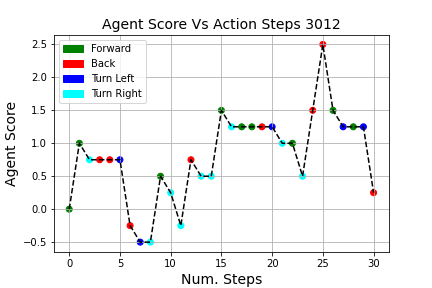 Agent Score Vs Action Steps 3012
Forward
Back
Turn Left
Turn Right
Agent Score
2.5
2.0
1.5
1.0
0.5
0.0
−0.5
0 5 10 15 20 25 30
Num. Steps